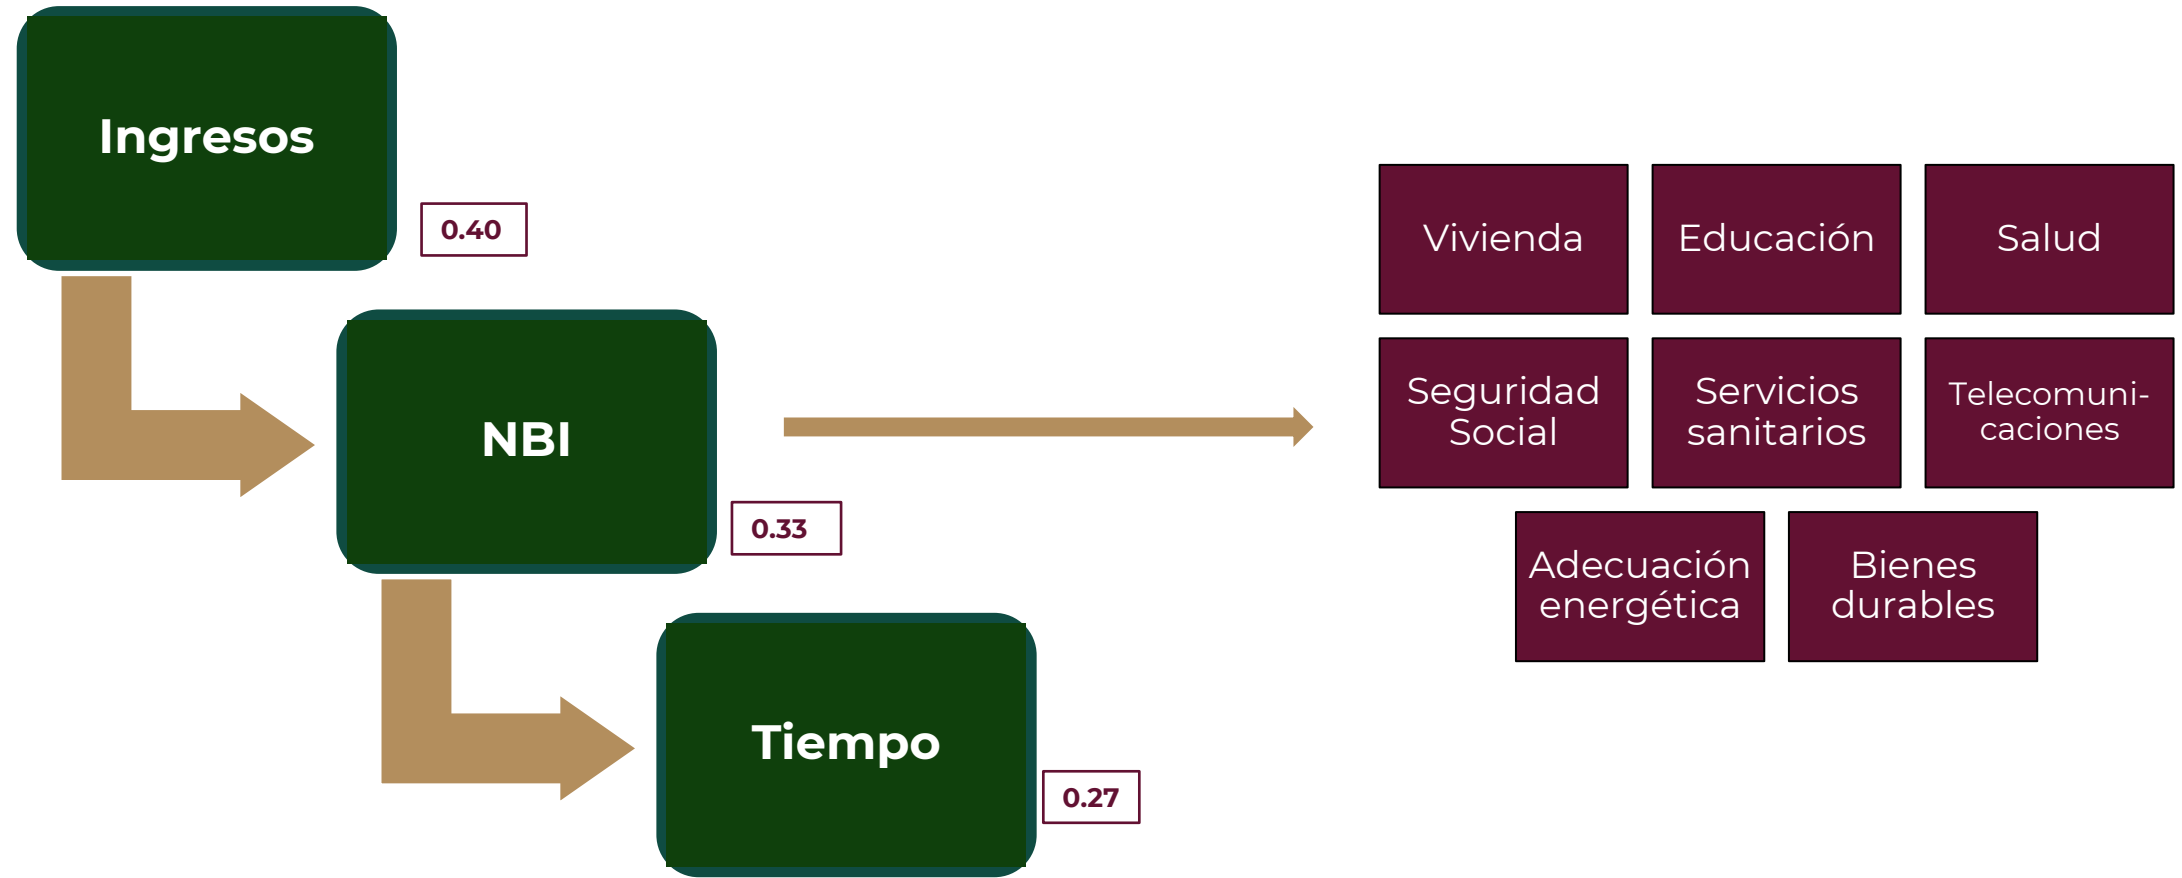 Ingresos
0.40
NBI
0.33
Tiempo
0.27
Vivienda
Educación
Salud
Seguridad
Social
Servicios
sanitarios
Telecomuni-
caciones
Adecuación
energética
Bienes
durables